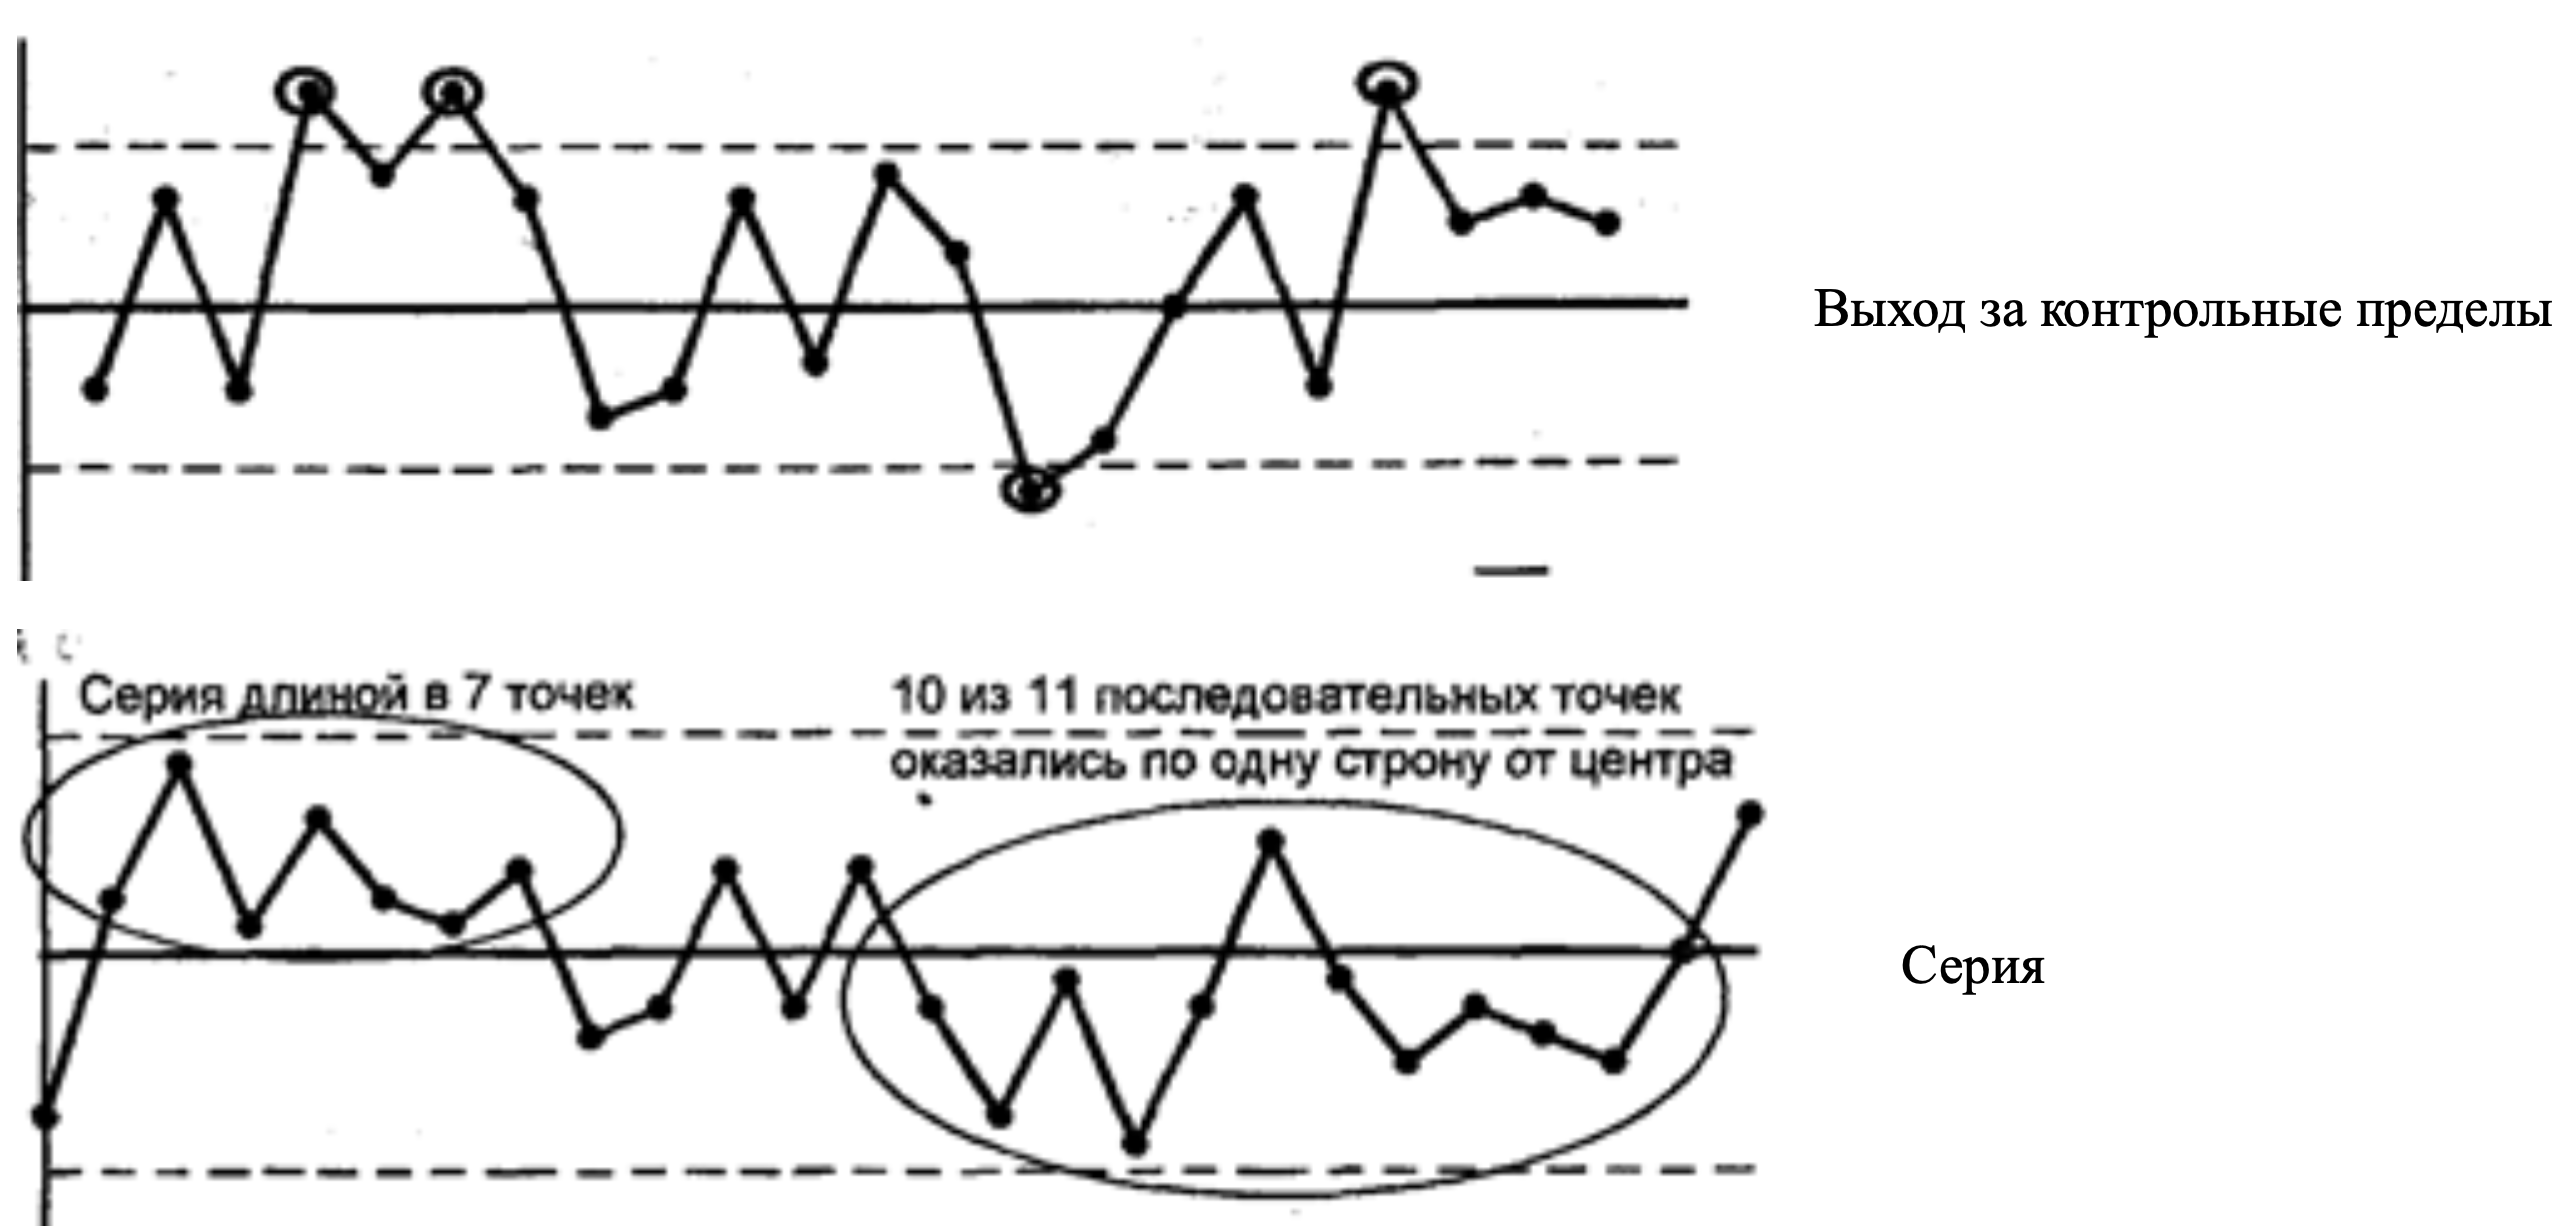 Выход за контрольные пределы
Серия длиной в 7 точек
10 из 11 последовательных точек
оказались по одну строну от центра
Серия